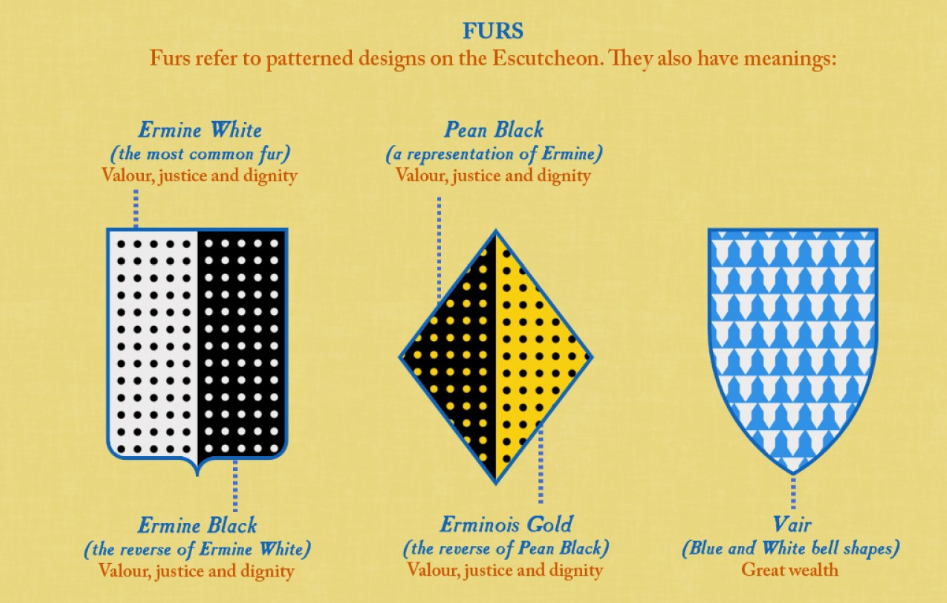 FURS
Furs refer to patterned designs on the Escutcheon. They also have meanings:
Ermine White
(the most common fur)
Valour, justice and dignity
Pean Black
(a representation of Ermine)
Valour, justice and dignity
Ermine Black
(the reverse of Ermine White)
Valour, justice and dignity
Erminois Gold
(the reverse of Pean Black)
Valour, justice and dignity
Vair
(Blue and White bell shapes)
Great wealth